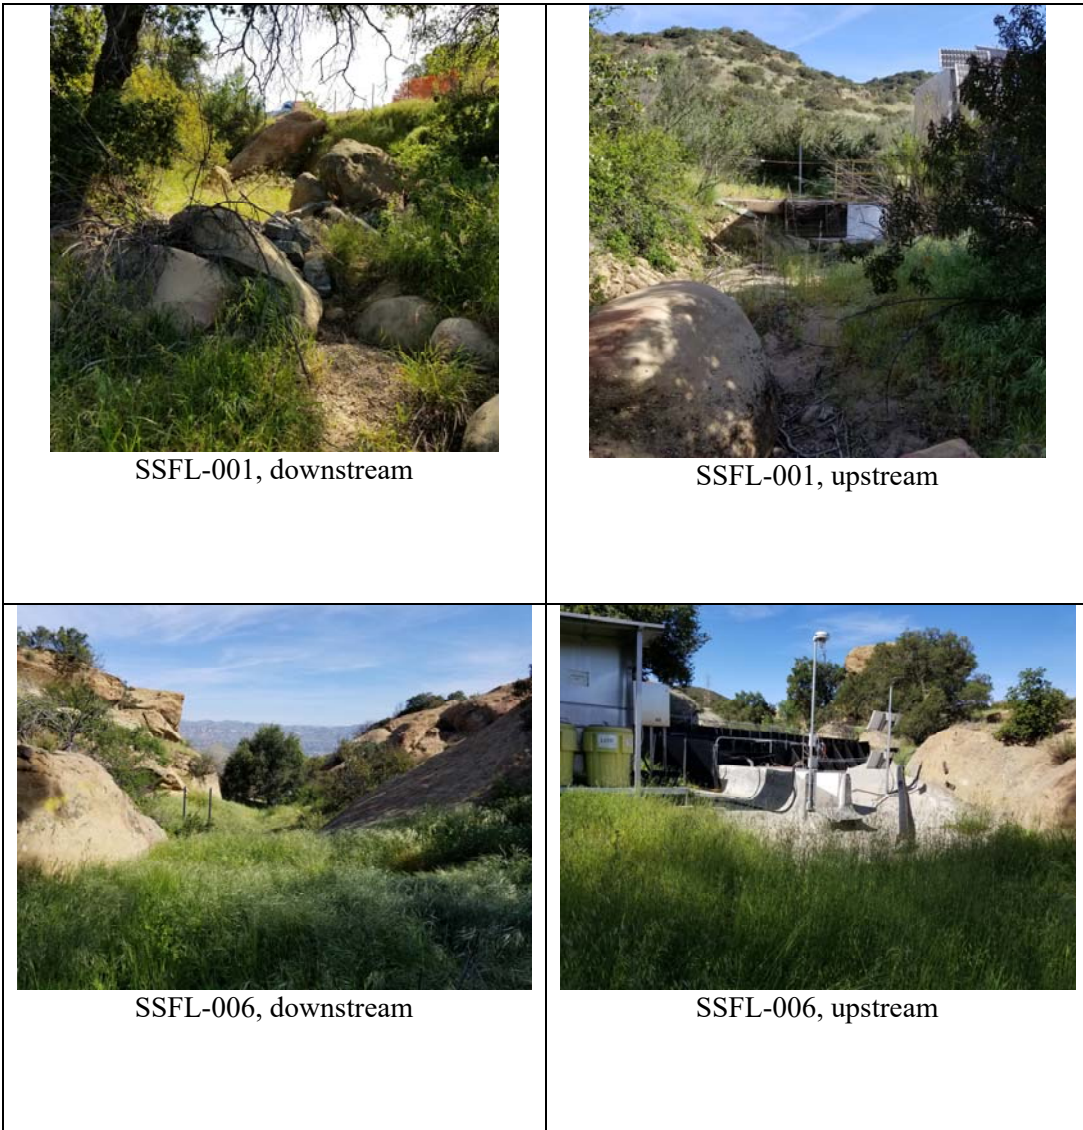 SSFL-001, downstream
SSFL-001, upstream
SSFL-006, downstream
SSFL-006, upstream